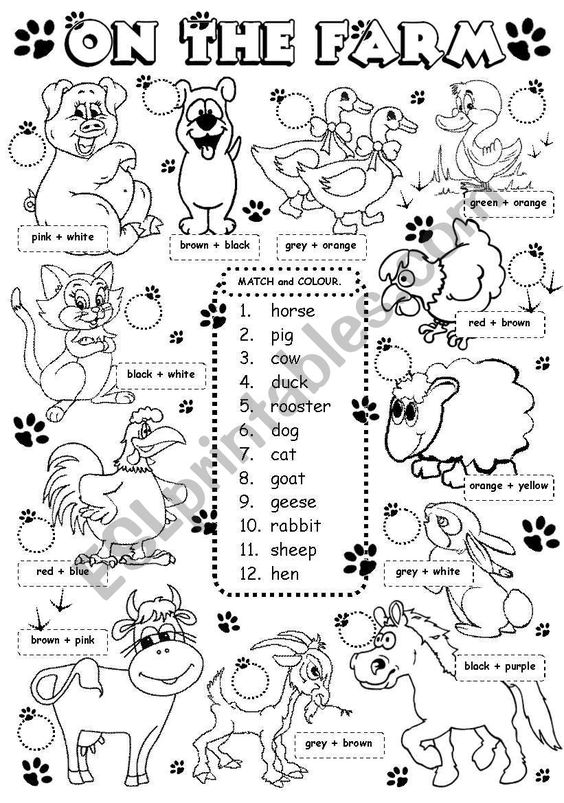 ON THE FARM
pink + white
brown + black
grey + orange
green + orange
black + white
MATCH and COLOUR.
1. horse
2. pig
3. cow
4. duck
5. rooster
6. dog
7. cat
8. goat
9. geese
10. rabbit
11. sheep
12. hen
red + brown
orange + yellow
red + blue
grey + white
brown + pink
black + purple
grey + brown
ESLprintables.com